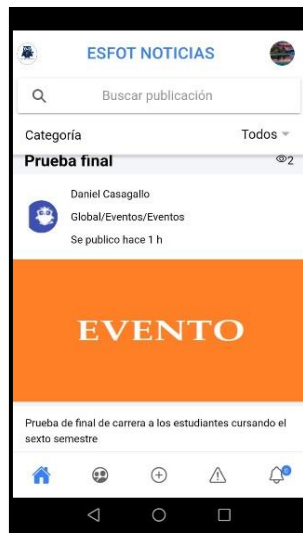 ESFOT NOTICIAS
Buscar publicación
Categoría Todos
Prueba final 2
Daniel Casagallo
Global/Eventos/Eventos
Se publico hace 1 h
EVENTO
Prueba de final de carrera a los estudiantes cursando el
sexto semestre
0